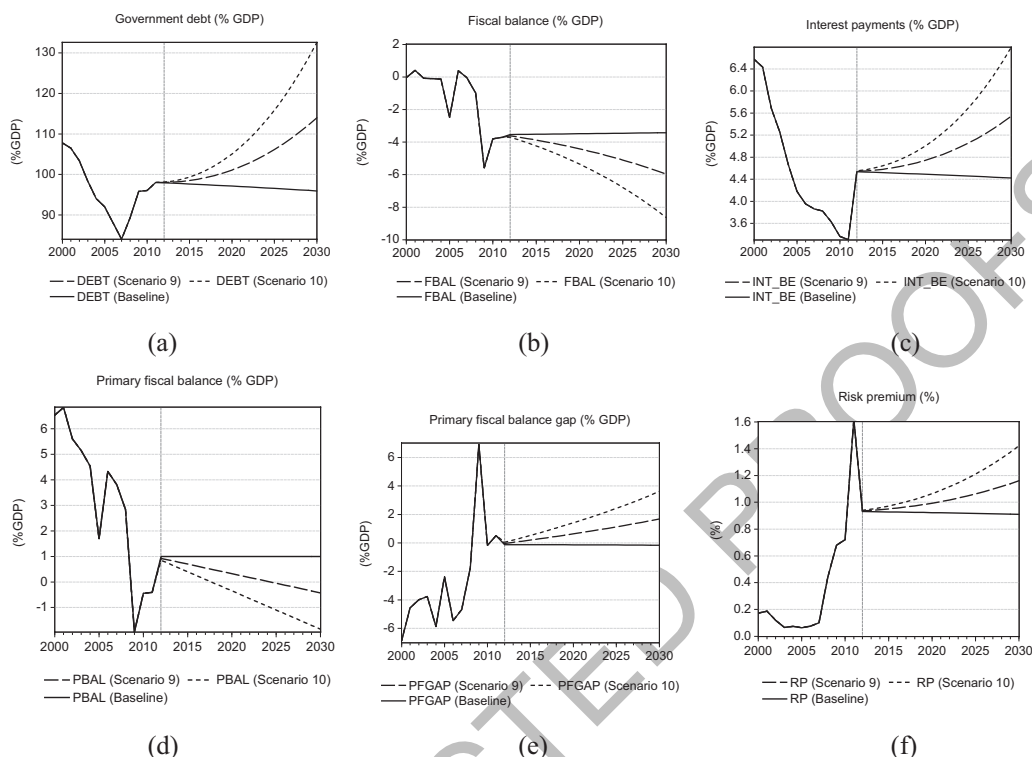 Government debt (% GDP)
(%GDP)
130
120
110
100
90
2000 2005 2010 2015 2020 2025 2030
DEBT (Scenario 9) DEBT (Scenario 10)
DEBT (Baseline)
(a)
Fiscal balance (% GDP)
(%GDP)
2
0
-2
-4
-6
-8
-10
2000 2005 2010 2015 2020 2025 2030
FBAL (Scenario 9) FBAL (Scenario 10)
FBAL (Baseline)
(b)
Interest payments (% GDP)
(%GDP)
6.4
6.0
5.6
5.2
4.8
4.4
4.0
3.6
2000 2005 2010 2015 2020 2025 2030
INT_BE (Scenario 9) INT_BE (Scenario 10)
INT_BE (Baseline)
(c)
Primary fiscal balance (% GDP)
(%GDP)
6
5
4
3
2
1
0
-1
2000 2005 2010 2015 2020 2025 2030
PBAL (Scenario 9) PBAL (Scenario 10)
PBAL (Baseline)
(d)
Primary fiscal balance gap (% GDP)
(%GDP)
6
4
2
0
-2
-4
-6
2000 2005 2010 2015 2020 2025 2030
PFGAP (Scenario 9) PFGAP (Scenario 10)
PFGAP (Baseline)
(e)
Risk premium (%)
(%)
1.6
1.4
1.2
1.0
0.8
0.6
0.4
0.2
0.0
2000 2005 2010 2015 2020 2025 2030
RP (Scenario 9) RP (Scenario 10)
RP (Baseline)
(f)
PROOFS